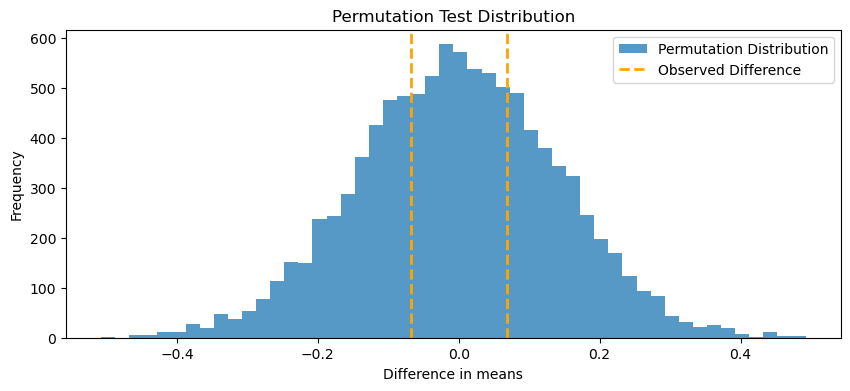 Permutation Test Distribution
Permutation Distribution
Observed Difference
Frequency
600
500
400
300
200
100
0
−0.4
−0.2
0.0
0.2
0.4
Difference in means